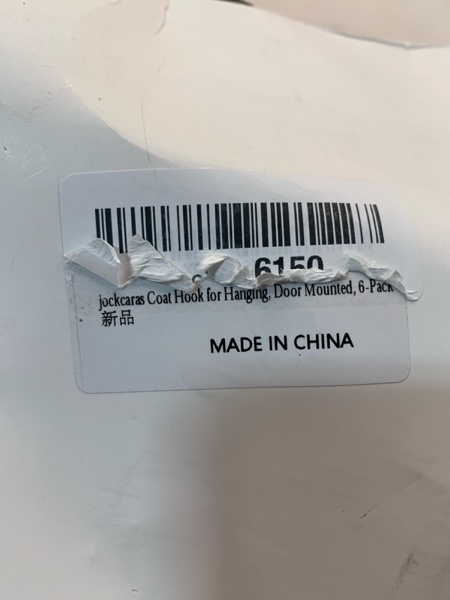 6150
jockcaras Coat Hook for Hanging, Door Mounted, 6-Pack
新品
MADE IN CHINA